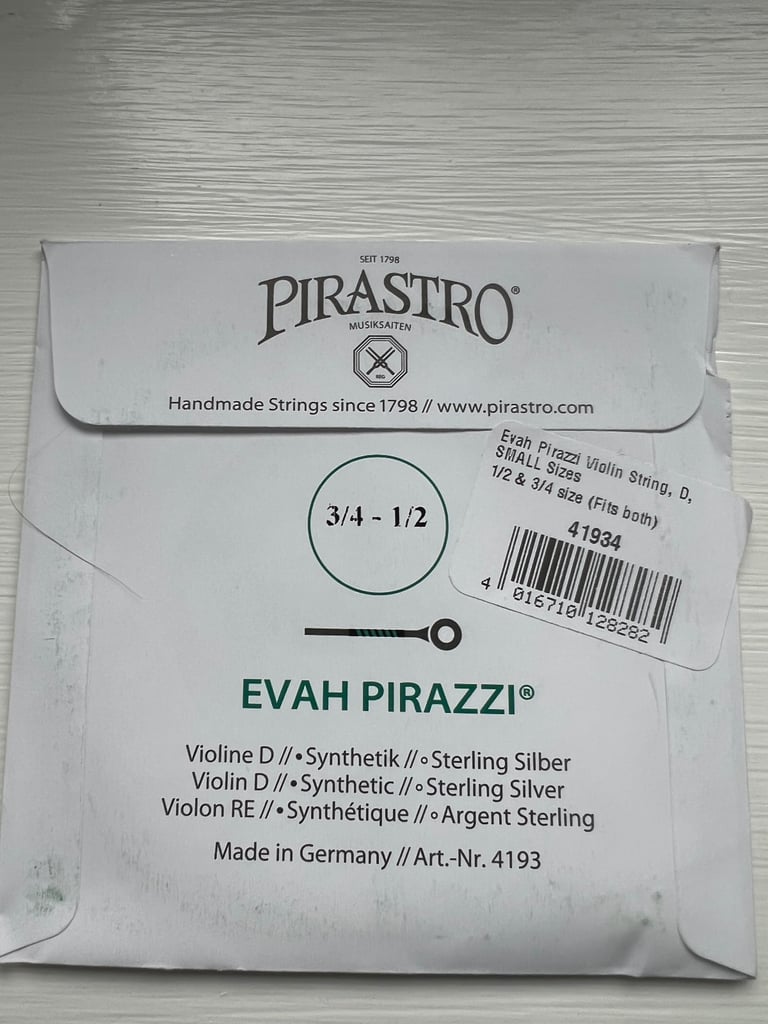 SEIT 1798
PIRASTRO®
MUSIKSAITEN
REG
Handmade Strings since 1798 // www.pirastro.com
Evah Pirazzi Violin String, D,
SMALL Sizes
1/2 & 3/4 size (Fits both)
41934
4 016710 128282
3/4 - 1/2
EVAH PIRAZZI®
Violine D // • Synthetik // ∘ Sterling Silber
Violin D // • Synthetic // ∘ Sterling Silver
Violon RE // • Synthétique // ∘ Argent Sterling
Made in Germany // Art.-Nr. 4193